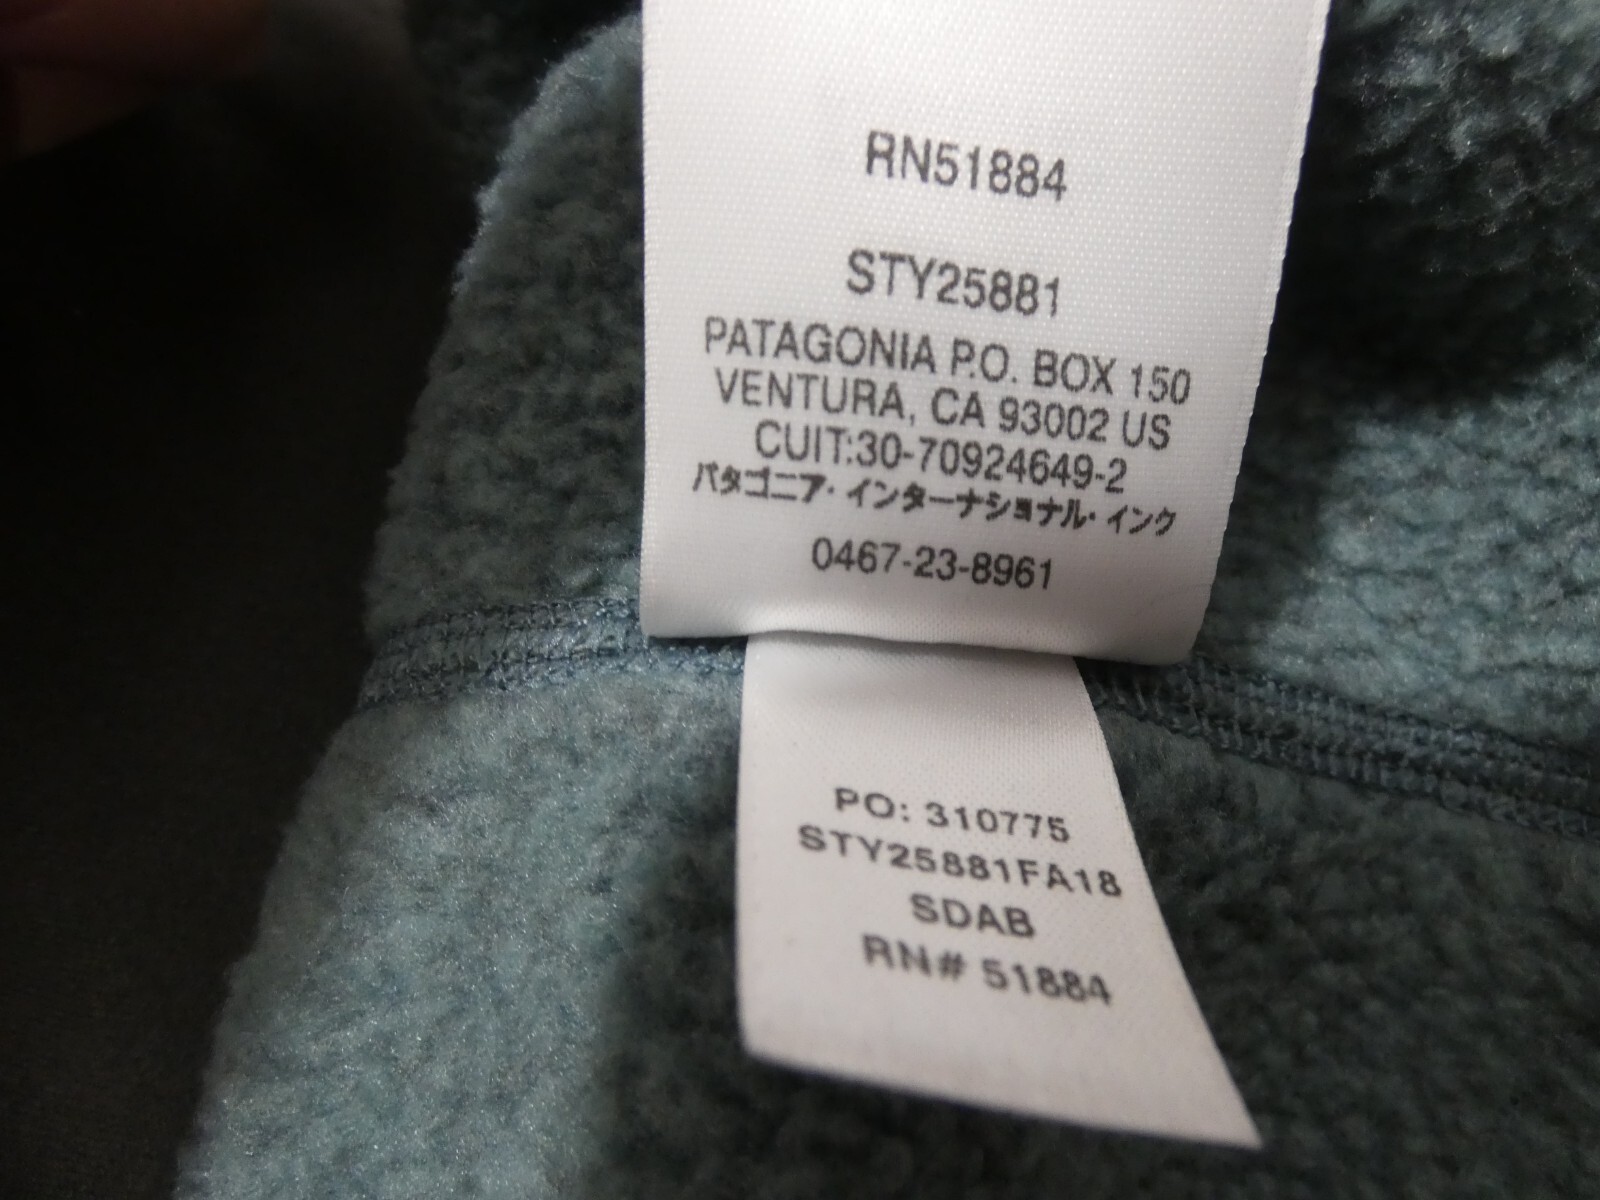 RN51884
STY25881
PATAGONIA P.O. BOX 150
VENTURA, CA 93002 US
CUIT:30-70924649-2
パタゴニア・インターナショナル・インク
0467-23-8961
PO: 310775
STY25881FA18
SDAB
RN# 51884